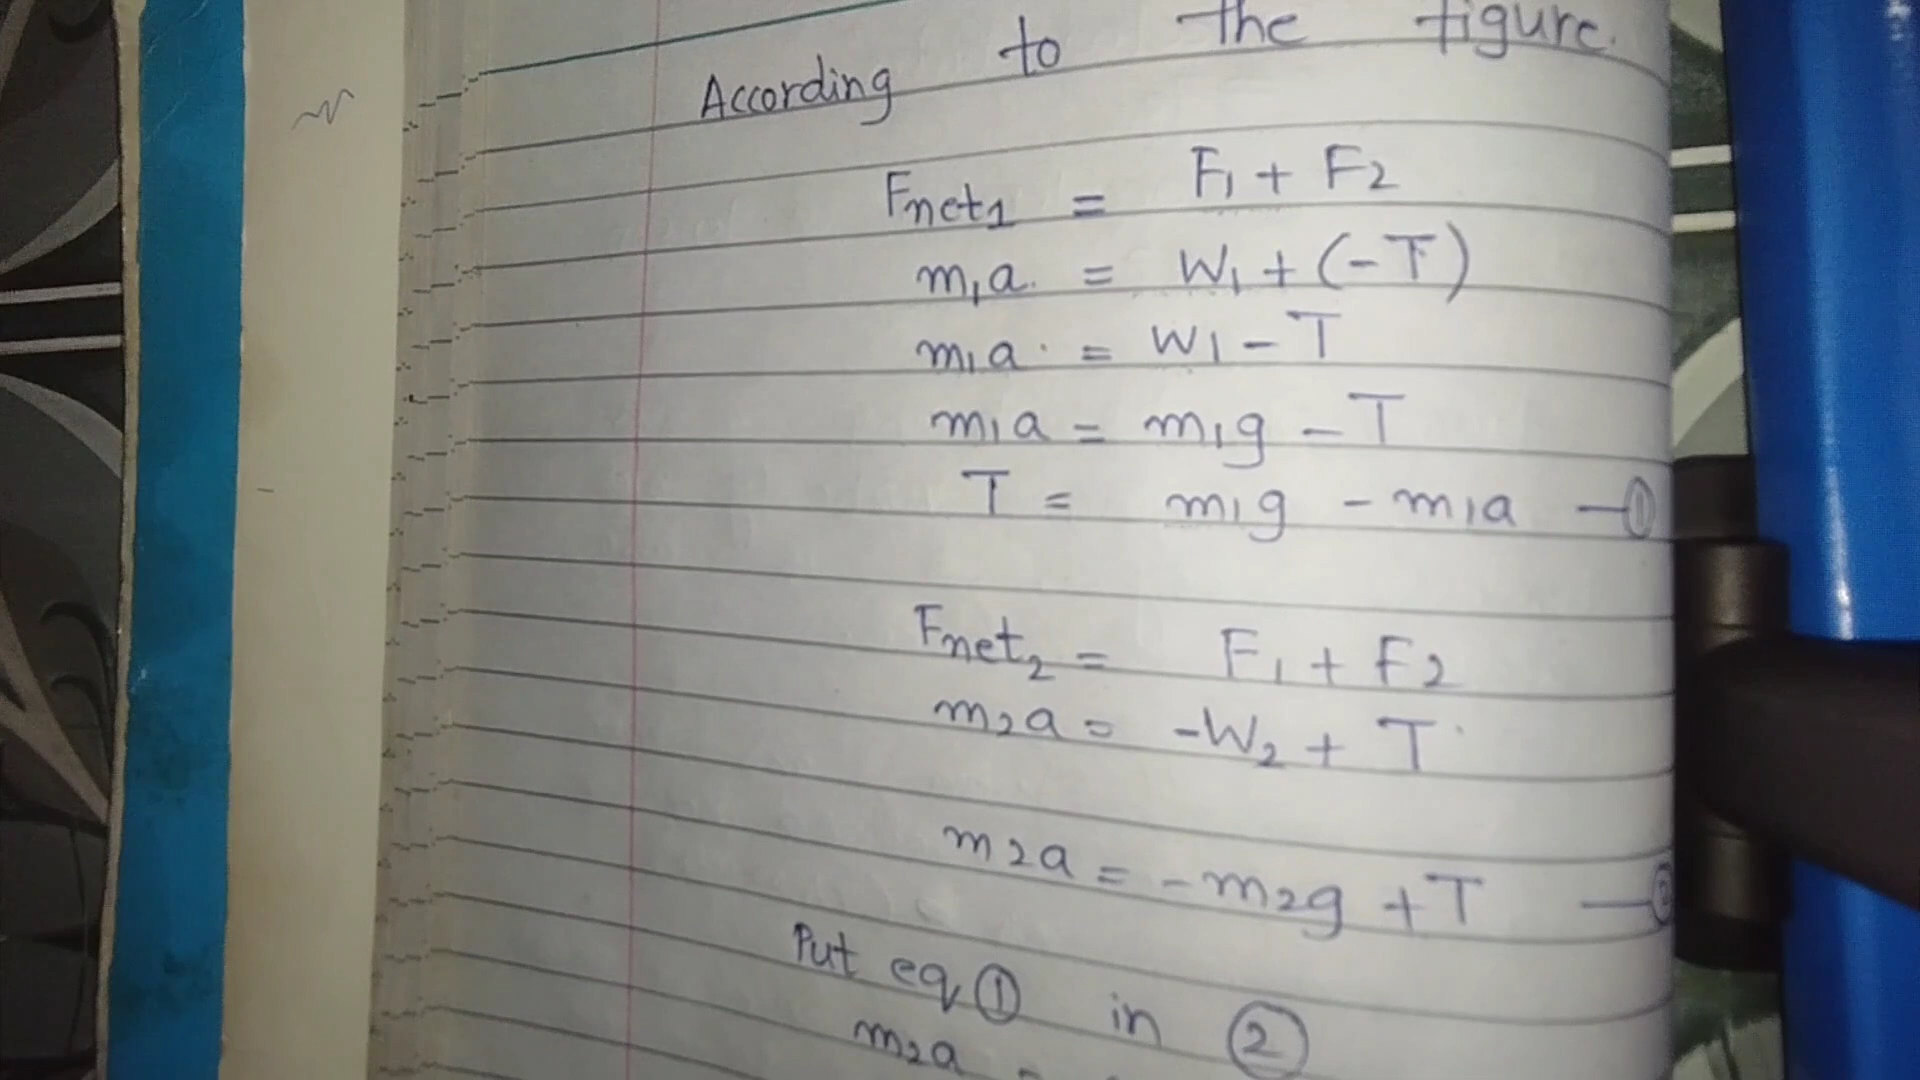 According to the figure.
Fnet1 = F1 + F2
m1a. = W1 + (-T)
m1a = W1 - T
m1a = m1g - T
T = m1g - m1a —①
Fnet2 = F1 + F2
m2a = -W2 + T
m2a = -m2g + T —②
Put eq ① in ②
m2a =